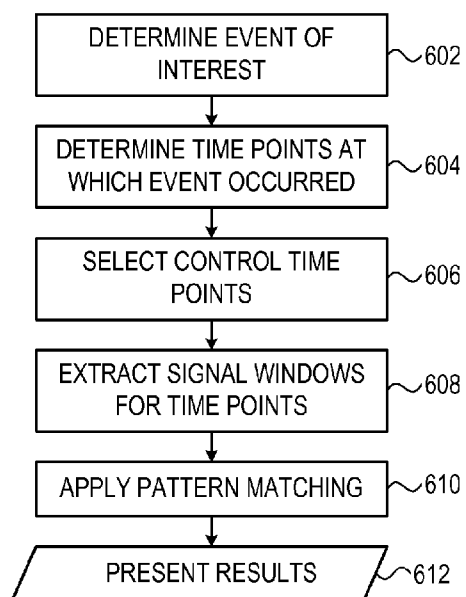 DETERMINE EVENT OF
INTEREST
602
DETERMINE TIME POINTS AT
WHICH EVENT OCCURRED
604
SELECT CONTROL TIME
POINTS
606
EXTRACT SIGNAL WINDOWS
FOR TIME POINTS
608
APPLY PATTERN MATCHING
610
PRESENT RESULTS
612